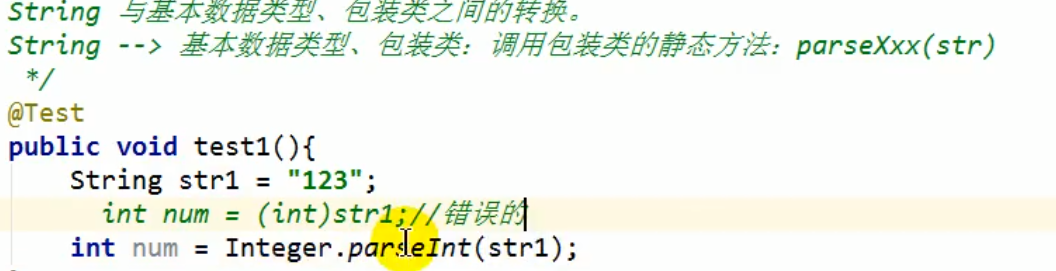 String 与基本数据类型、包装类之间的转换。
String --> 基本数据类型、包装类：调用包装类的静态方法：parseXxx(str)
*/
@Test
public void test1(){
String str1 = "123";
int num = (int)str1;//错误的
int num = Integer.parseInt(str1);